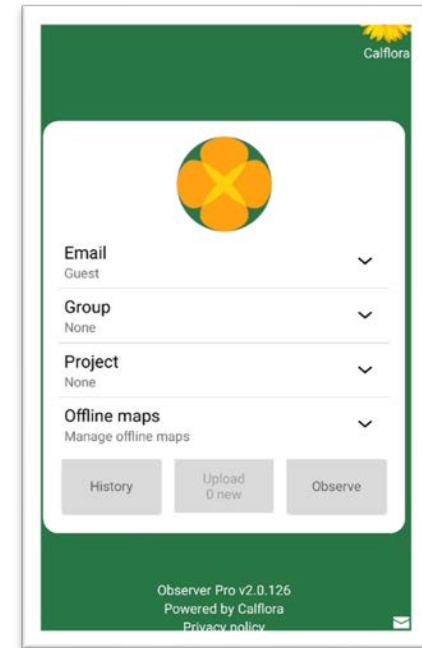 Calflora
Email
Guest
Group
None
Project
None
Offline maps
Manage offline maps
History
Upload
0 new
Observe
Observer Pro v2.0.126
Powered by Calflora
Privacy policy